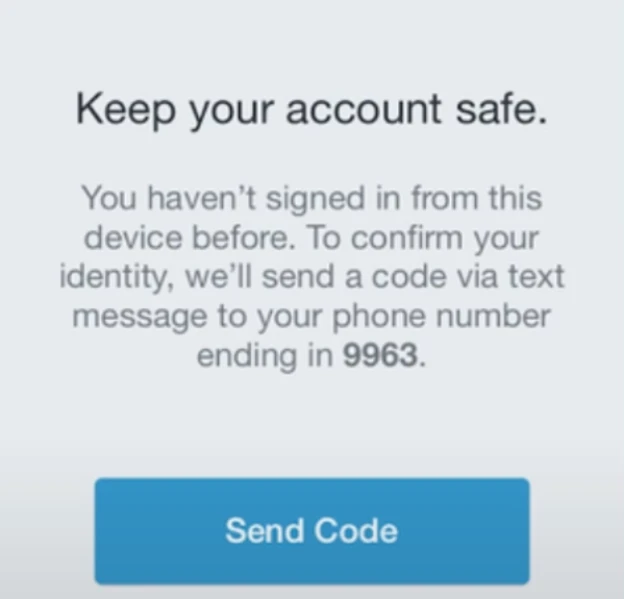 Keep your account safe.
You haven't signed in from this
device before. To confirm your
identity, we'll send a code via text
message to your phone number
ending in 9963.
Send Code